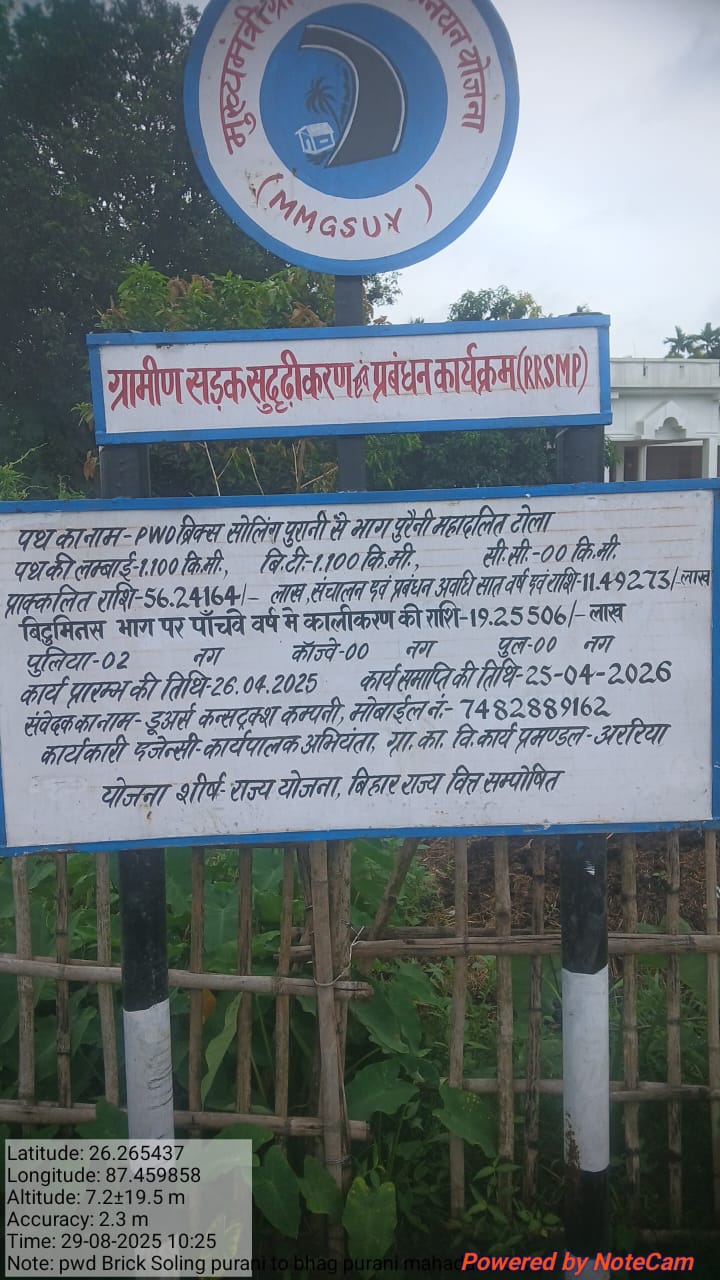 मुख्यमंत्री ग्रा न्नयन योजना
(MMGSUY)
ग्रामीण सड़क सुदृढ़ीकरण एवं प्रबंधन कार्यक्रम(RRSMP)
पथ का नाम-PWD ब्रिक्स सोलिंग पुरानी सै भाग पुरैनी महादलित टोला
पथ की लम्बाई-1.100 कि.मी., बि.टी.-1.100 कि.मी., सी.सी.-00 कि.मी.
प्राक्कलित राशि-56.24164/- लाख,संचालन एवं प्रबंधन अवधि सात वर्ष एवं राशि-11.49273/-लाख
बिटुमिनस भाग पर पाँचवे वर्ष मे कालीकरण की राशि-19.25506/-लाख
पुलिया-02 नग कॉज्वे-00 नग पुल-00 नग
कार्य प्रारम्भ की तिथि-26.04.2025 कार्य समाप्ति की तिथि-25-04-2026
संवेदक का नाम- डूअर्स कन्सट्रक्श कम्पनी, मोबाईल नं.- 7482889162
कार्यकारी एजेन्सी-कार्यपालक अभियंता, ग्रा. का. वि.कार्य प्रमण्डल-अररिया
योजना शीर्ष-राज्य योजना, बिहार राज्य वित्त सम्पोषित
Latitude: 26.265437
Longitude: 87.459858
Altitude: 7.2±19.5 m
Accuracy: 2.3 m
Time: 29-08-2025 10:25
Note: pwd Brick Soling purani to bhag purani mahad
Powered by NoteCam